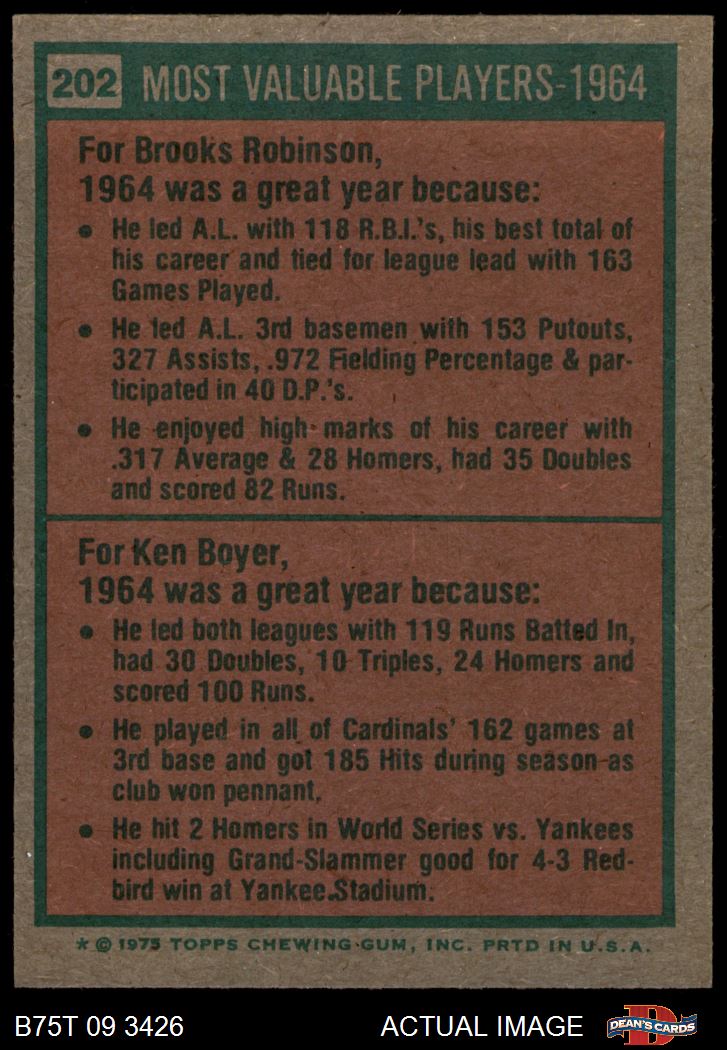 202 MOST VALUABLE PLAYERS-1964
For Brooks Robinson,
1964 was a great year because:
• He led A.L. with 118 R.B.I.'s, his best total of
his career and tied for league lead with 163
Games Played.
• He led A.L. 3rd basemen with 153 Putouts,
327 Assists, .972 Fielding Percentage & par-
ticipated in 40 D.P.'s.
• He enjoyed high marks of his career with
.317 Average & 28 Homers, had 35 Doubles
and scored 82 Runs.
For Ken Boyer,
1964 was a great year because:
• He led both leagues with 119 Runs Batted In,
had 30 Doubles, 10 Triples, 24 Homers and
scored 100 Runs.
• He played in all of Cardinals' 162 games at
3rd base and got 185 Hits during season as
club won pennant.
• He hit 2 Homers in World Series vs. Yankees
including Grand-Slammer good for 4-3 Red-
bird win at Yankee Stadium.
* © 1975 TOPPS CHEWING GUM, INC. PRTD IN U.S.A.
B75T 09 3426 ACTUAL IMAGE D DEAN'S CARDS